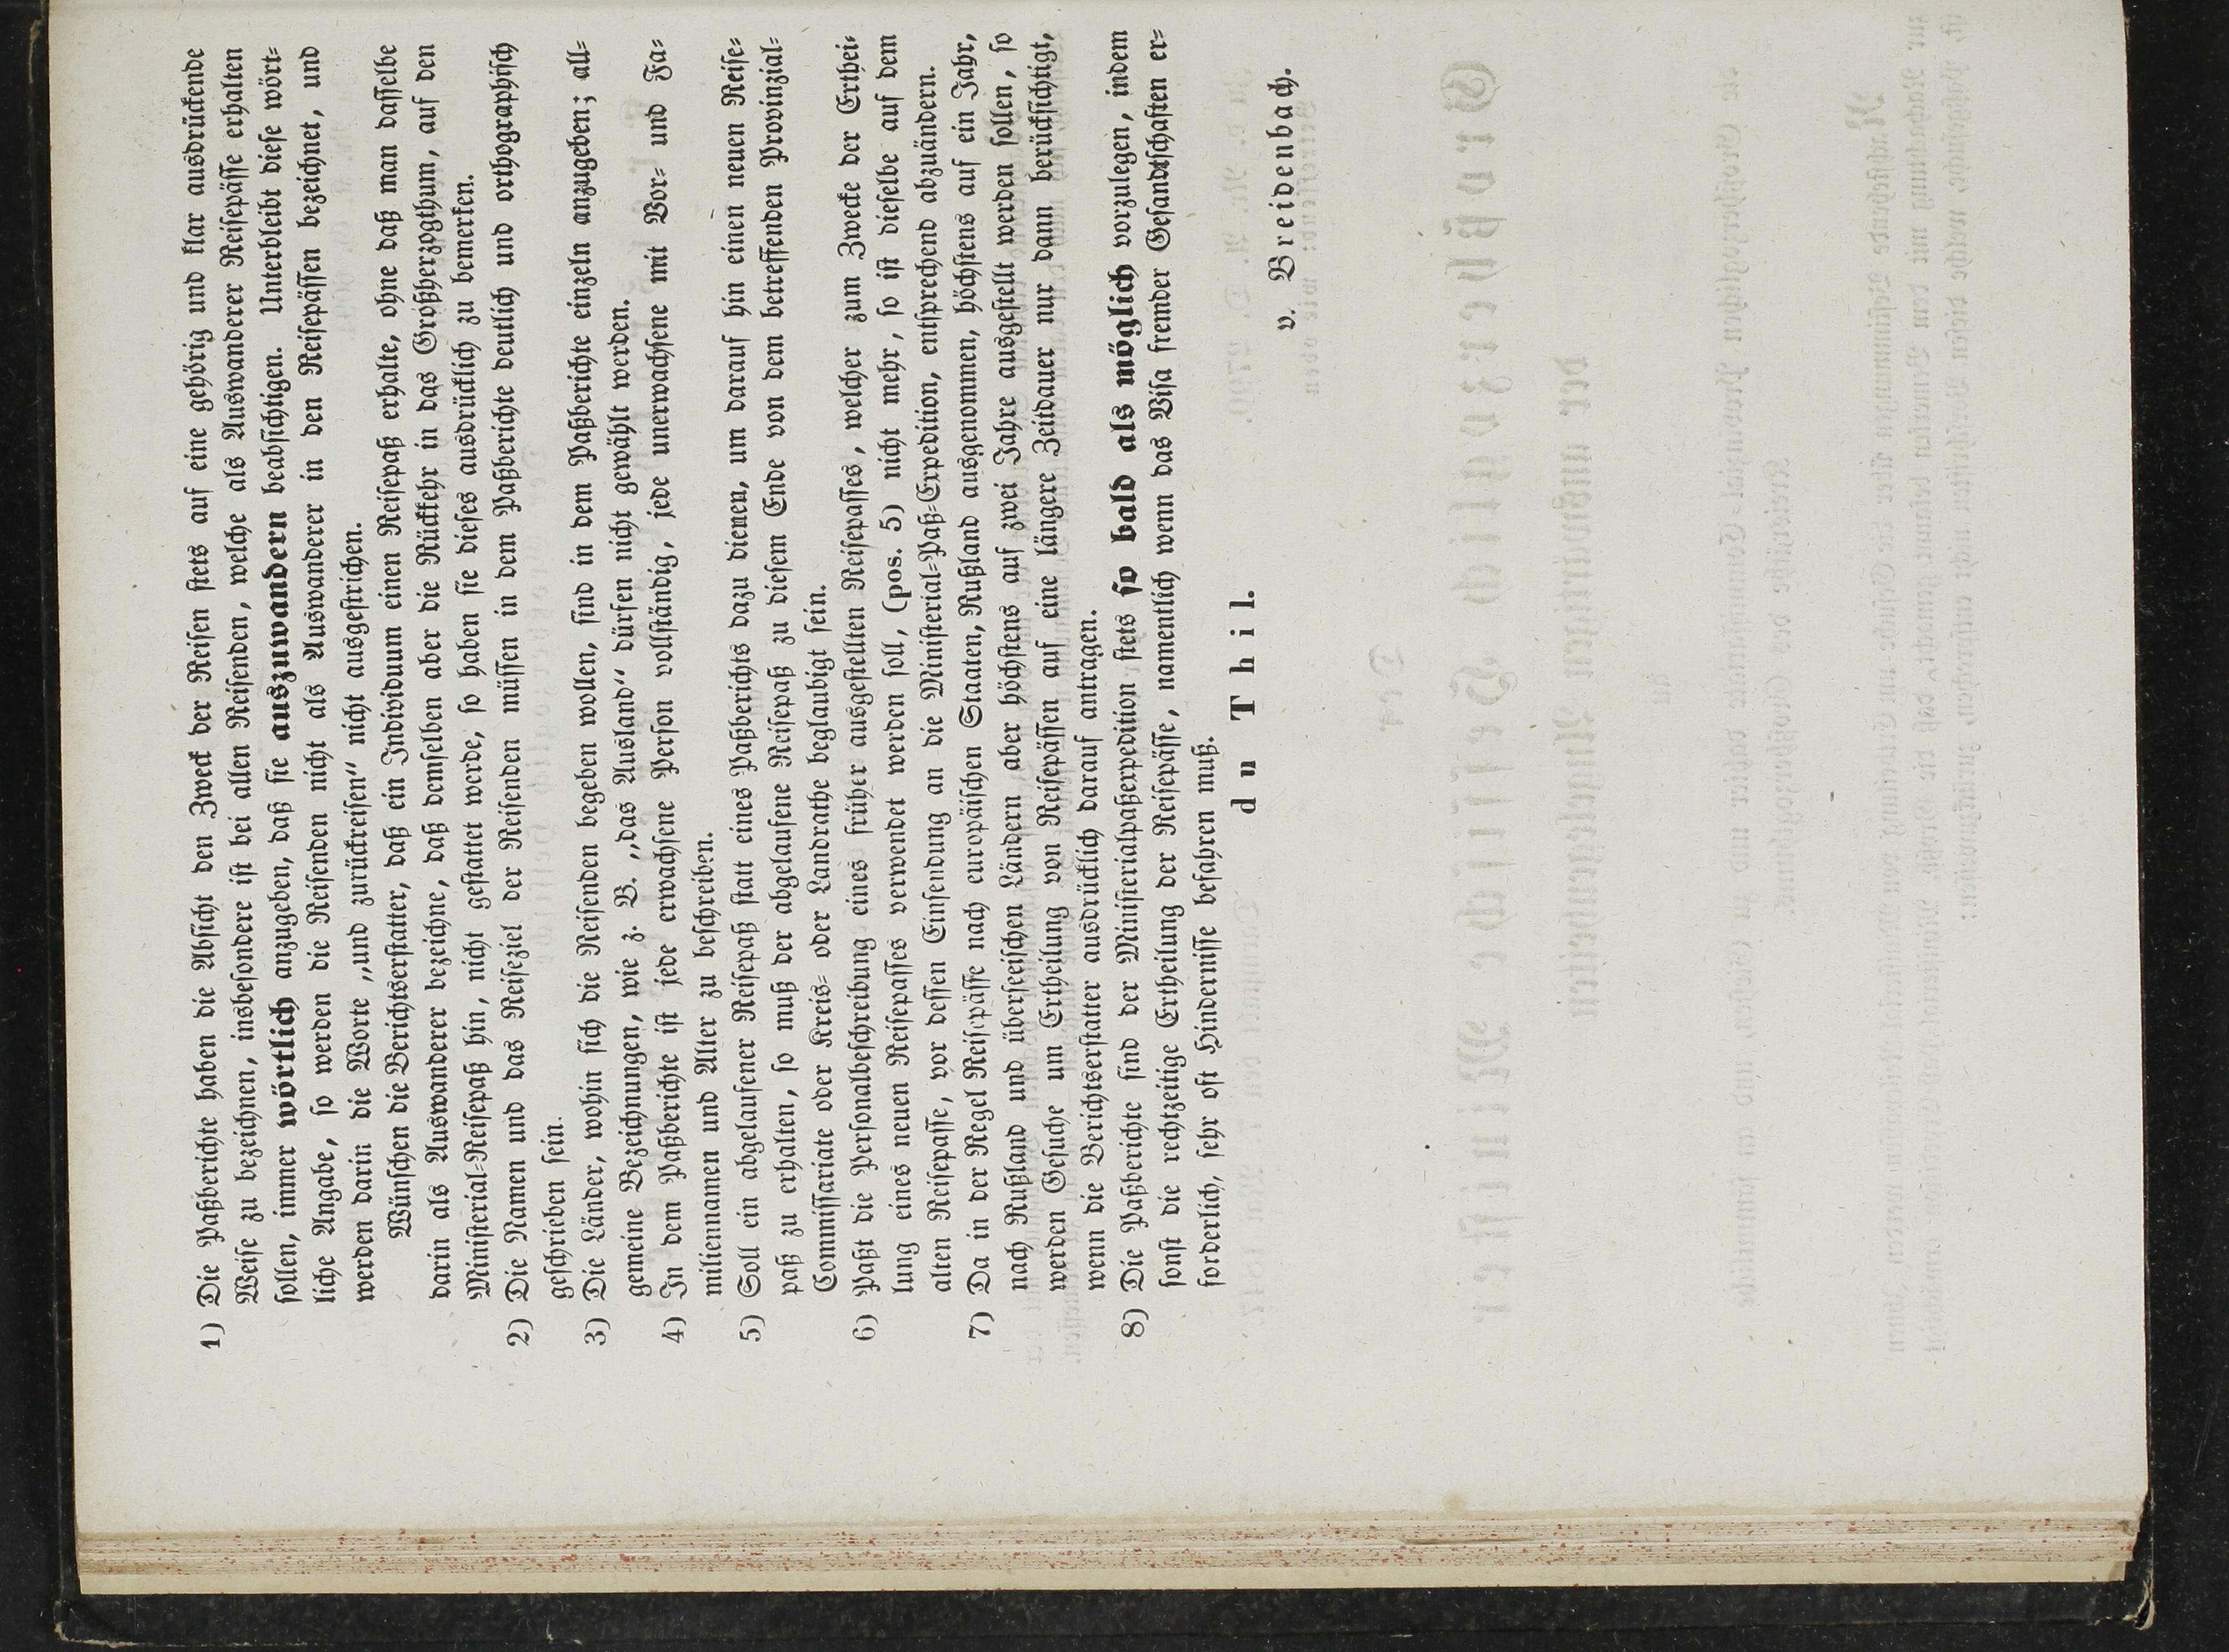 1) Die Paßberichte haben die Absicht den Zweck der Reisen stets auf eine gehörig und klar ausdrückende
Weise zu bezeichnen, insbesondere ist bei allen Reisenden, welche als Auswanderer Reisepässe erhalten
sollen, immer wörtlich anzugeben, daß sie auszuwandern beabsichtigen. Unterbleibt diese wört-
liche Angabe, so werden die Reisenden nicht als Auswanderer in den Reisepässen bezeichnet, und
werden darin die Worte „und zurückreisen" nicht ausgestrichen.
Wünschen die Berichtserstatter, daß ein Individuum einen Reisepaß erhalte, ohne daß man dasselbe
darin als Auswanderer bezeichne, daß demselben aber die Rückkehr in das Großherzogthum, auf den
Ministerial-Reisepaß hin, nicht gestattet werde, so haben sie dieses ausdrücklich zu bemerken.
2) Die Namen und das Reiseziel der Reisenden müssen in dem Paßberichte deutlich und orthographisch
geschrieben sein.
3) Die Länder, wohin sich die Reisenden begeben wollen, sind in dem Paßberichte einzeln anzugeben; all-
gemeine Bezeichnungen, wie z. B. „das Ausland" dürfen nicht gewählt werden.
4) In dem Paßberichte ist jede erwachsene Person vollständig, jede unerwachsene mit Vor- und Fa-
miliennamen und Alter zu beschreiben.
5) Soll ein abgelaufener Reisepaß statt eines Paßberichts dazu dienen, um darauf hin einen neuen Reise-
paß zu erhalten, so muß der abgelaufene Reisepaß zu diesem Ende von dem betreffenden Provinzial-
Commissariate oder Kreis- oder Landrathe beglaubigt sein.
6) Paßt die Personalbeschreibung eines früher ausgestellten Reisepasses, welcher zum Zwecke der Erthei-
lung eines neuen Reisepasses verwendet werden soll, (pos. 5) nicht mehr, so ist dieselbe auf dem
alten Reisepasse, vor dessen Einsendung an die Ministerial-Paß-Expedition, entsprechend abzuändern.
7) Da in der Regel Reisepässe nach europäischen Staaten, Rußland ausgenommen, höchstens auf ein Jahr,
nach Rußland und überseeischen Ländern aber höchstens auf zwei Jahre ausgestellt werden sollen, so
werden Gesuche um Ertheilung von Reisepässen auf eine längere Zeitdauer nur dann berücksichtigt,
wenn die Berichtserstatter ausdrücklich darauf antragen.
8) Die Paßberichte sind der Ministerialpaßexpedition stets so bald als möglich vorzulegen, indem
sonst die rechtzeitige Ertheilung der Reisepässe, namentlich wenn das Visa fremder Gesandtschaften er-
forderlich, sehr oft Hindernisse befahren muß.
du Thil.
v. Breidenbach.